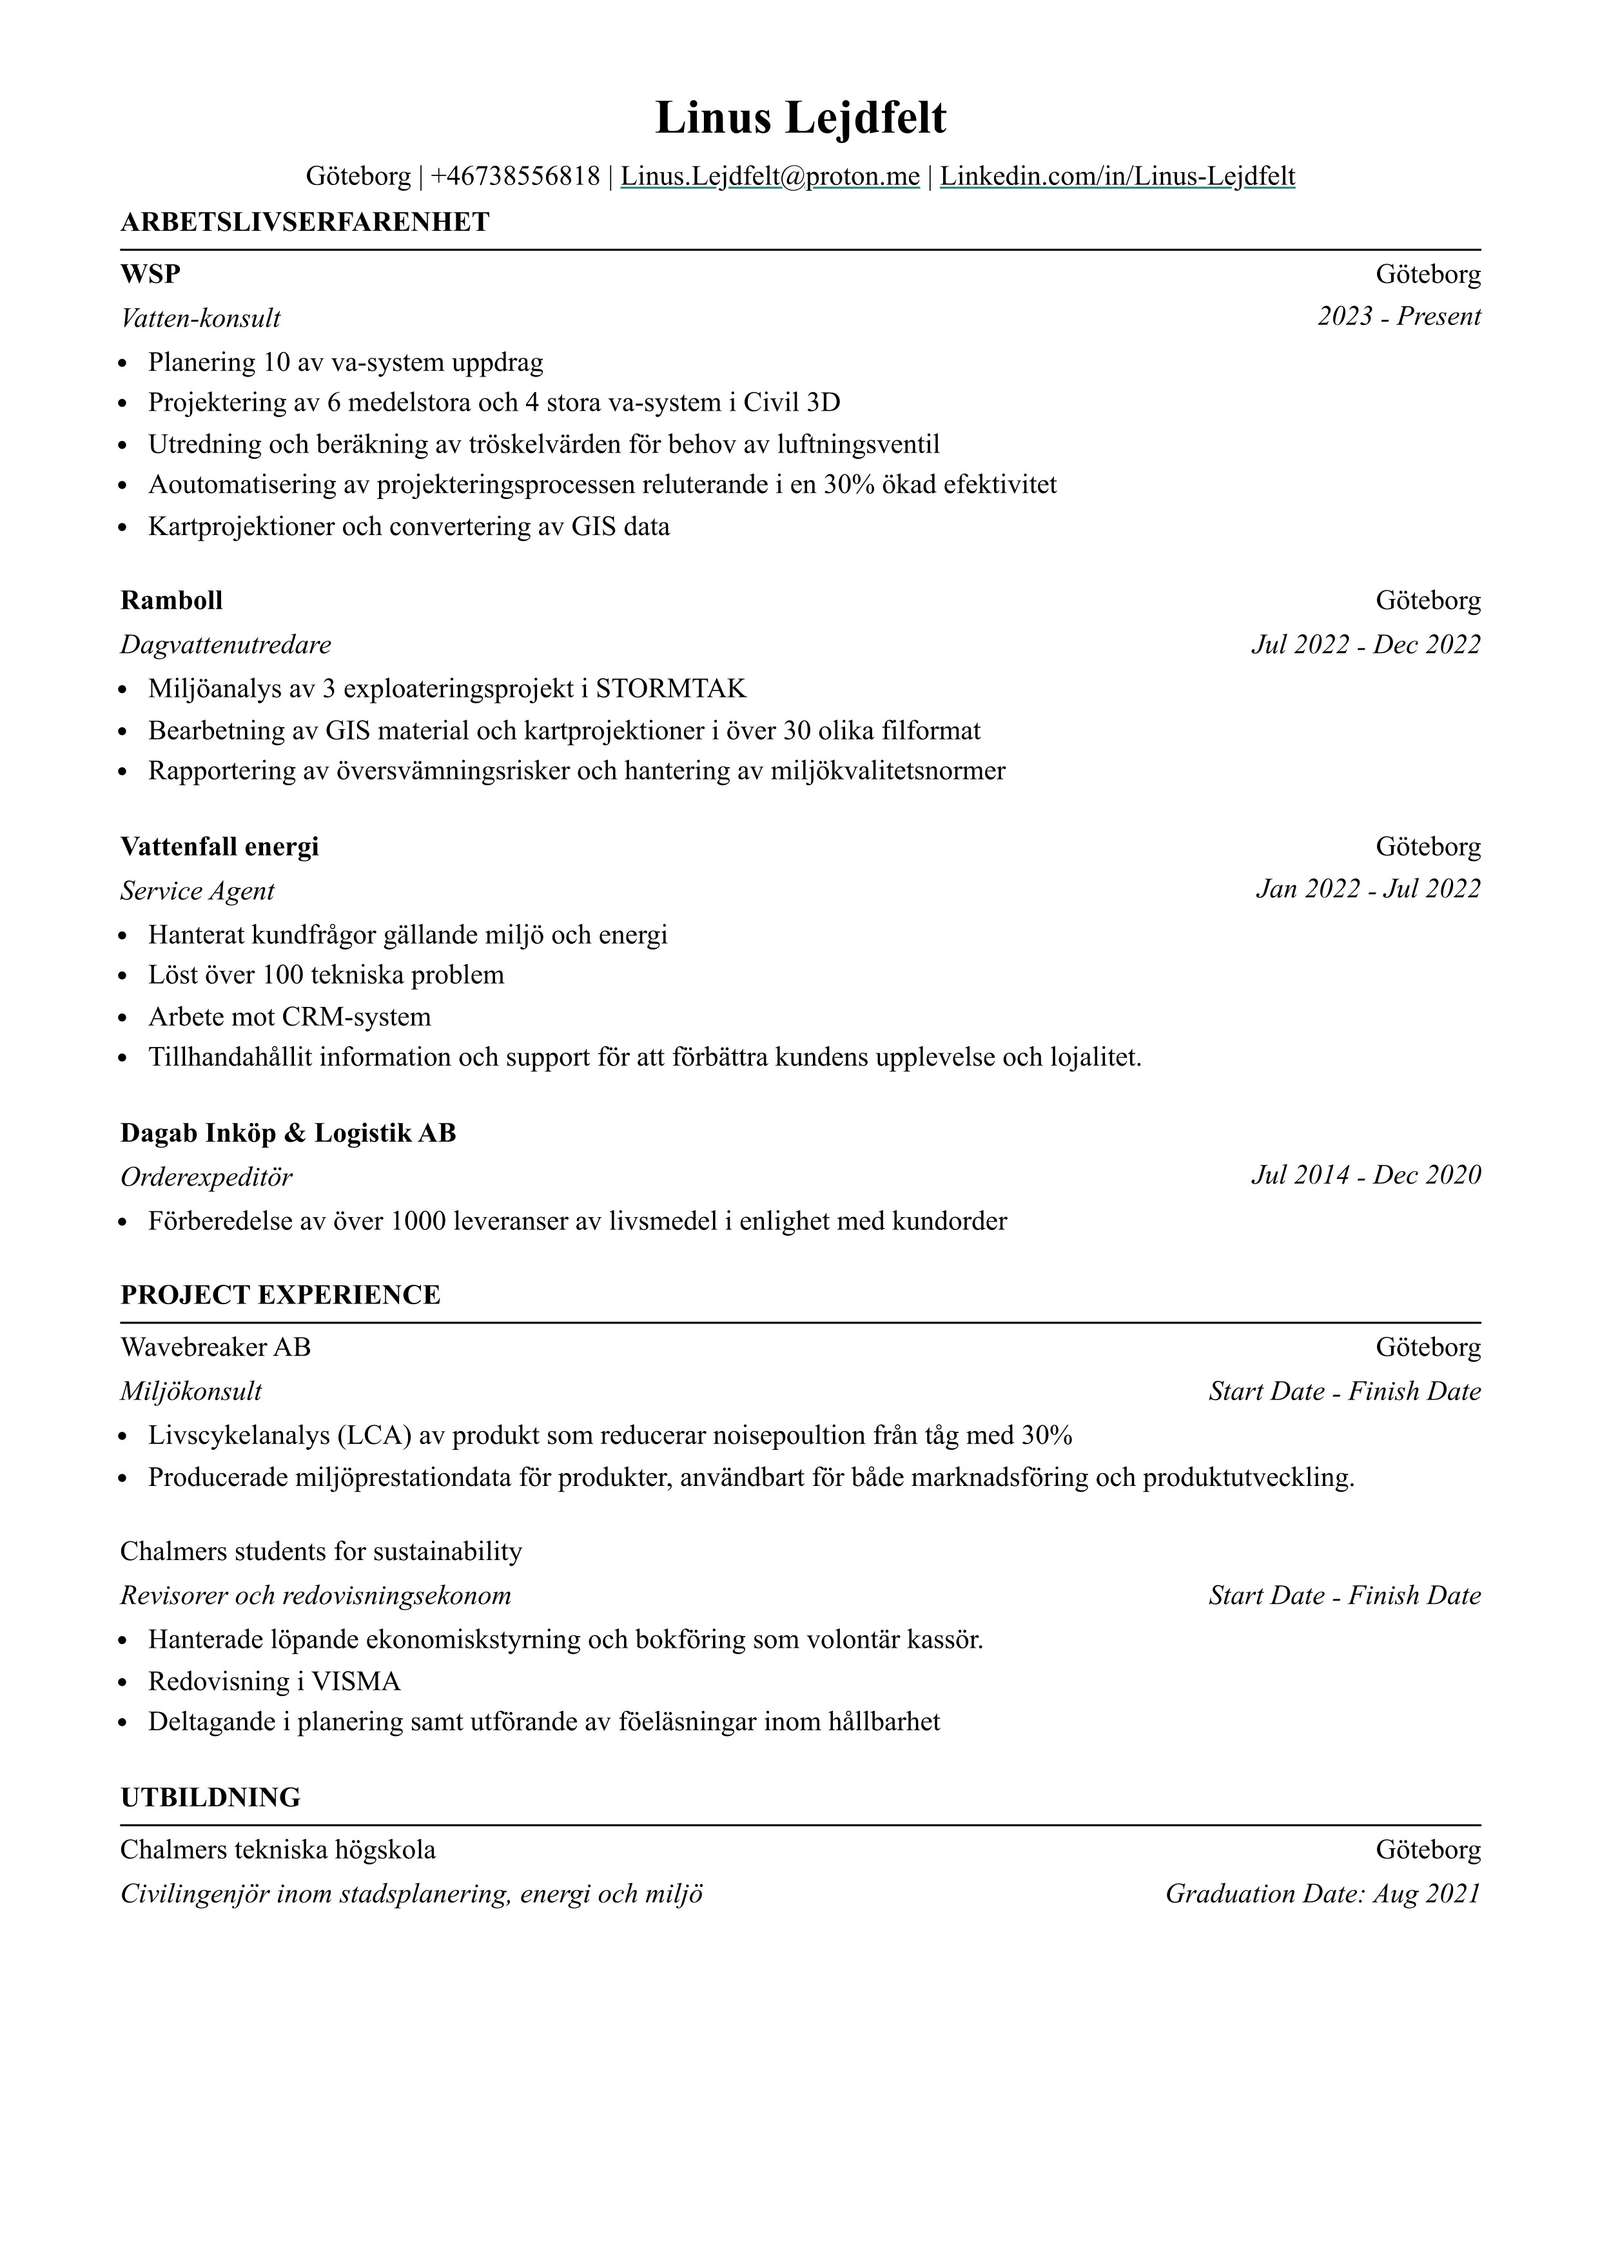 Linus Lejdfelt
Göteborg | +46738556818 | Linus.Lejdfelt@proton.me | Linkedin.com/in/Linus-Lejdfelt
ARBETSLIVSERFARENHET
WSP Göteborg
Vatten-konsult 2023 - Present
• Planering 10 av va-system uppdrag
• Projektering av 6 medelstora och 4 stora va-system i Civil 3D
• Utredning och beräkning av tröskelvärden för behov av luftningsventil
• Aoutomatisering av projekteringsprocessen reluterande i en 30% ökad efektivitet
• Kartprojektioner och convertering av GIS data
Ramboll Göteborg
Dagvattenutredare Jul 2022 - Dec 2022
• Miljöanalys av 3 exploateringsprojekt i STORMTAK
• Bearbetning av GIS material och kartprojektioner i över 30 olika filformat
• Rapportering av översvämningsrisker och hantering av miljökvalitetsnormer
Vattenfall energi Göteborg
Service Agent Jan 2022 - Jul 2022
• Hanterat kundfrågor gällande miljö och energi
• Löst över 100 tekniska problem
• Arbete mot CRM-system
• Tillhandahållit information och support för att förbättra kundens upplevelse och lojalitet.
Dagab Inköp & Logistik AB
Orderexpeditör Jul 2014 - Dec 2020
• Förberedelse av över 1000 leveranser av livsmedel i enlighet med kundorder
PROJECT EXPERIENCE
Wavebreaker AB Göteborg
Miljökonsult Start Date - Finish Date
• Livscykelanalys (LCA) av produkt som reducerar noisepoultion från tåg med 30%
• Producerade miljöprestationdata för produkter, användbart för både marknadsföring och produktutveckling.
Chalmers students for sustainability
Revisorer och redovisningsekonom Start Date - Finish Date
• Hanterade löpande ekonomiskstyrning och bokföring som volontär kassör.
• Redovisning i VISMA
• Deltagande i planering samt utförande av föeläsningar inom hållbarhet
UTBILDNING
Chalmers tekniska högskola Göteborg
Civilingenjör inom stadsplanering, energi och miljö Graduation Date: Aug 2021